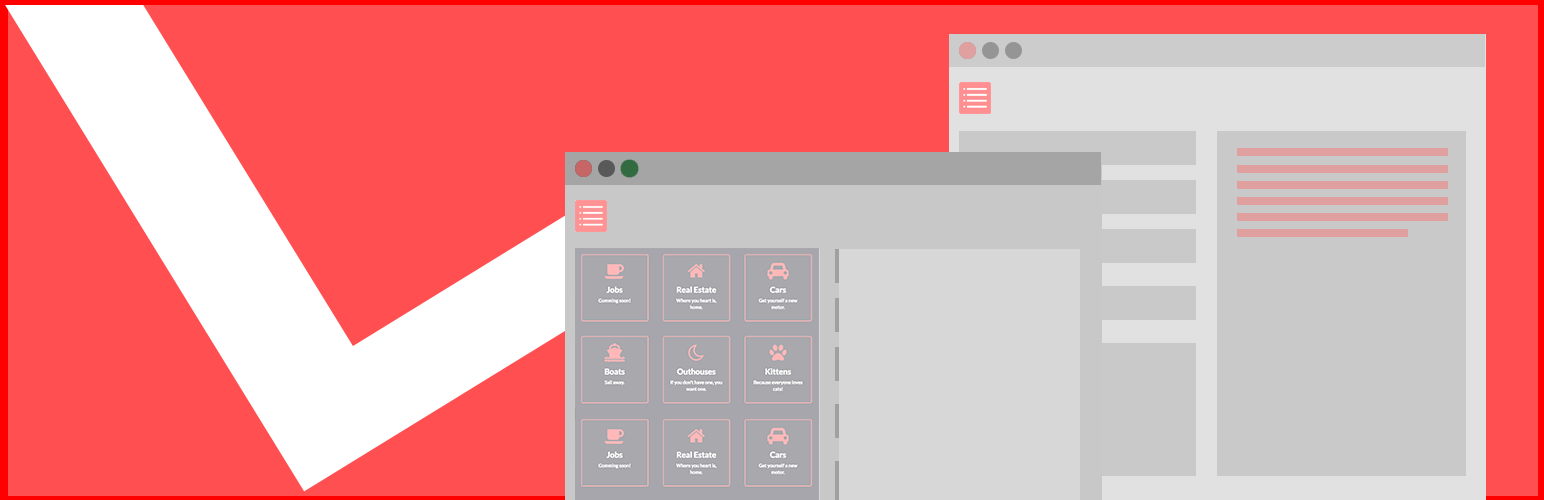 Jobs Real Estate Cars
Comming soon! Where you heart is, Get yourself a new
home. motor.
Boats Outhouses Kittens
Sail away. If you don't have one, you Because everyone loves
want one. cats!
Jobs Real Estate Cars
Comming soon! Where you heart is, Get yourself a new
home. motor.